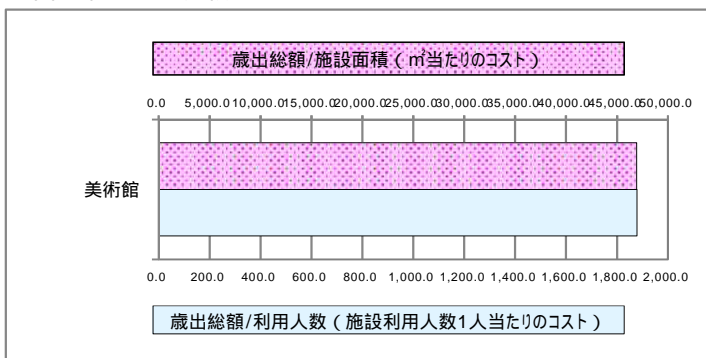 歳出総額/施設面積(㎡当たりのコスト)
0.0 5,000.0 10,000.0 15,000.0 20,000.0 25,000.0 30,000.0 35,000.0 40,000.0 45,000.0 50,000.0
美術館
0.0 200.0 400.0 600.0 800.0 1,000.0 1,200.0 1,400.0 1,600.0 1,800.0 2,000.0
歳出総額/利用人数(施設利用人数1人当たりのコスト)